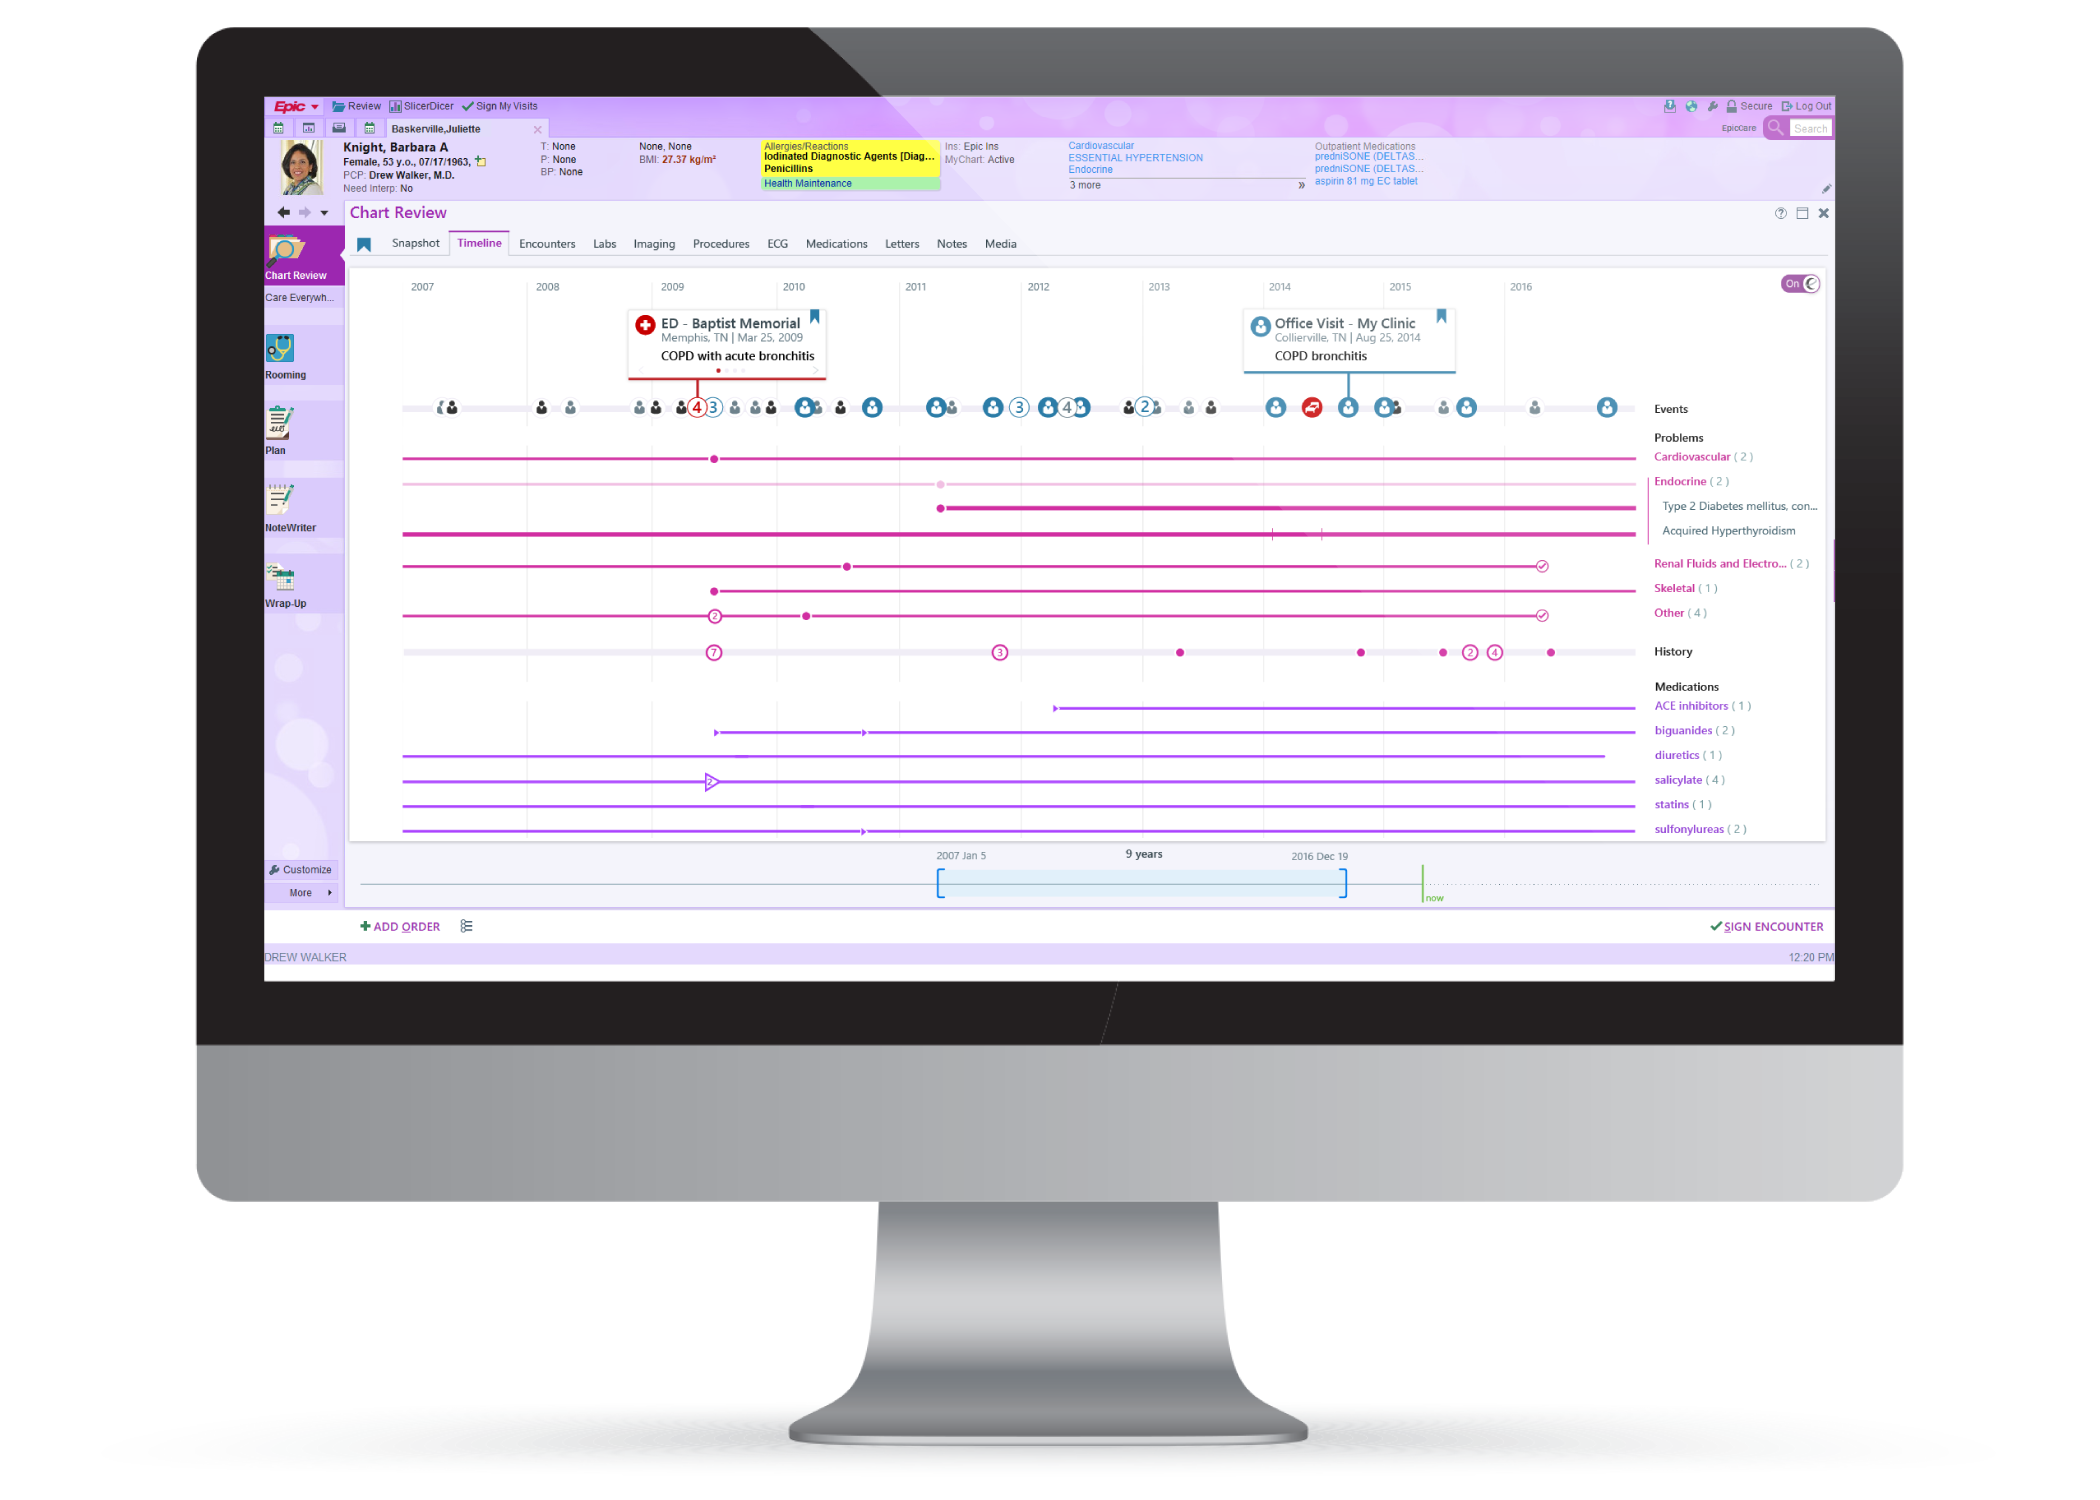 Epic Review SlicerDicer Sign My Visits Secure Log Out
Baskerville,Juliette EpicCare Search
Knight, Barbara A
Female, 53 y.o., 07/17/1963,
PCP: Drew Walker, M.D.
Need Interp: No
T: None
P: None
BP: None
None, None
BMI: 27.37 kg/m²
Allergies/Reactions
Iodinated Diagnostic Agents [Diag...
Penicillins
Health Maintenance
Ins: Epic Ins
MyChart: Active
Cardiovascular
ESSENTIAL HYPERTENSION
Endocrine
3 more »
Outpatient Medications
predniSONE (DELTAS...
predniSONE (DELTAS...
aspirin 81 mg EC tablet
Chart Review
Snapshot Timeline Encounters Labs Imaging Procedures ECG Medications Letters Notes Media
Chart Review
Care Everywh...
Rooming
Plan
NoteWriter
Wrap-Up
Customize
More
2007 2008 2009 2010 2011 2012 2013 2014 2015 2016
On
ED - Baptist Memorial
Memphis, TN | Mar 25, 2009
COPD with acute bronchitis
Office Visit - My Clinic
Collierville, TN | Aug 25, 2014
COPD bronchitis
4 3 3 4 2 Events
Problems
Cardiovascular ( 2 )
Endocrine ( 2 )
Type 2 Diabetes mellitus, con...
Acquired Hyperthyroidism
Renal Fluids and Electro... ( 2 )
Skeletal ( 1 )
2 Other ( 4 )
7 3 2 4 History
Medications
ACE inhibitors ( 1 )
biguanides ( 2 )
diuretics ( 1 )
2 salicylate ( 4 )
statins ( 1 )
sulfonylureas ( 2 )
2007 Jan 5 9 years 2016 Dec 19
now
ADD ORDER SIGN ENCOUNTER
DREW WALKER 12:20 PM